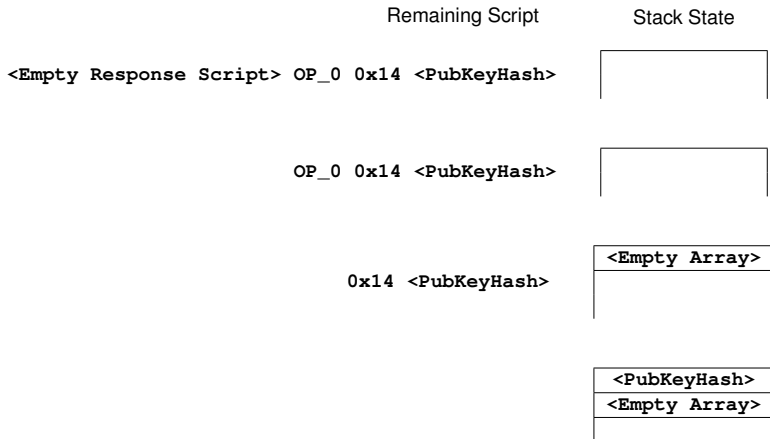 Remaining Script Stack State
<Empty Response Script> OP_0 0x14 <PubKeyHash>
OP_0 0x14 <PubKeyHash>
<Empty Array>
0x14 <PubKeyHash>
<PubKeyHash>
<Empty Array>